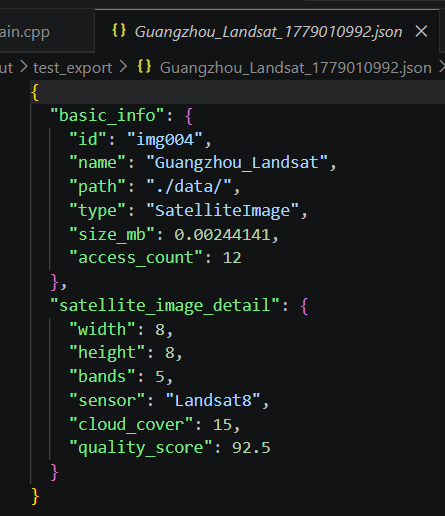 ain.cpp
{} Guangzhou_Landsat_1779010992.json ×
ut > test_export > {} Guangzhou_Landsat_1779010992.json >
{
  "basic_info": {
    "id": "img004",
    "name": "Guangzhou_Landsat",
    "path": "./data/",
    "type": "SatelliteImage",
    "size_mb": 0.00244141,
    "access_count": 12
  },
  "satellite_image_detail": {
    "width": 8,
    "height": 8,
    "bands": 5,
    "sensor": "Landsat8",
    "cloud_cover": 15,
    "quality_score": 92.5
  }
}